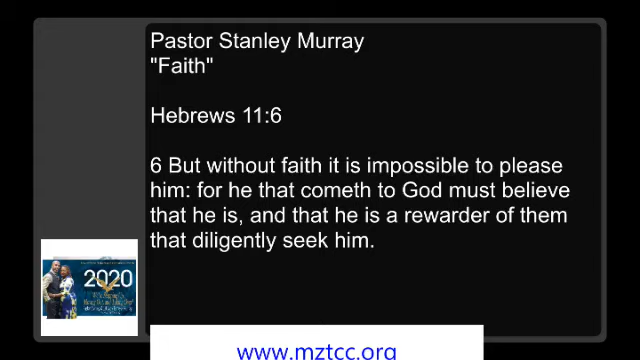 Pastor Stanley Murray
"Faith"
Hebrews 11:6
6 But without faith it is impossible to please
him: for he that cometh to God must believe
that he is, and that he is a rewarder of them
that diligently seek him.
2020
www.mztcc.org